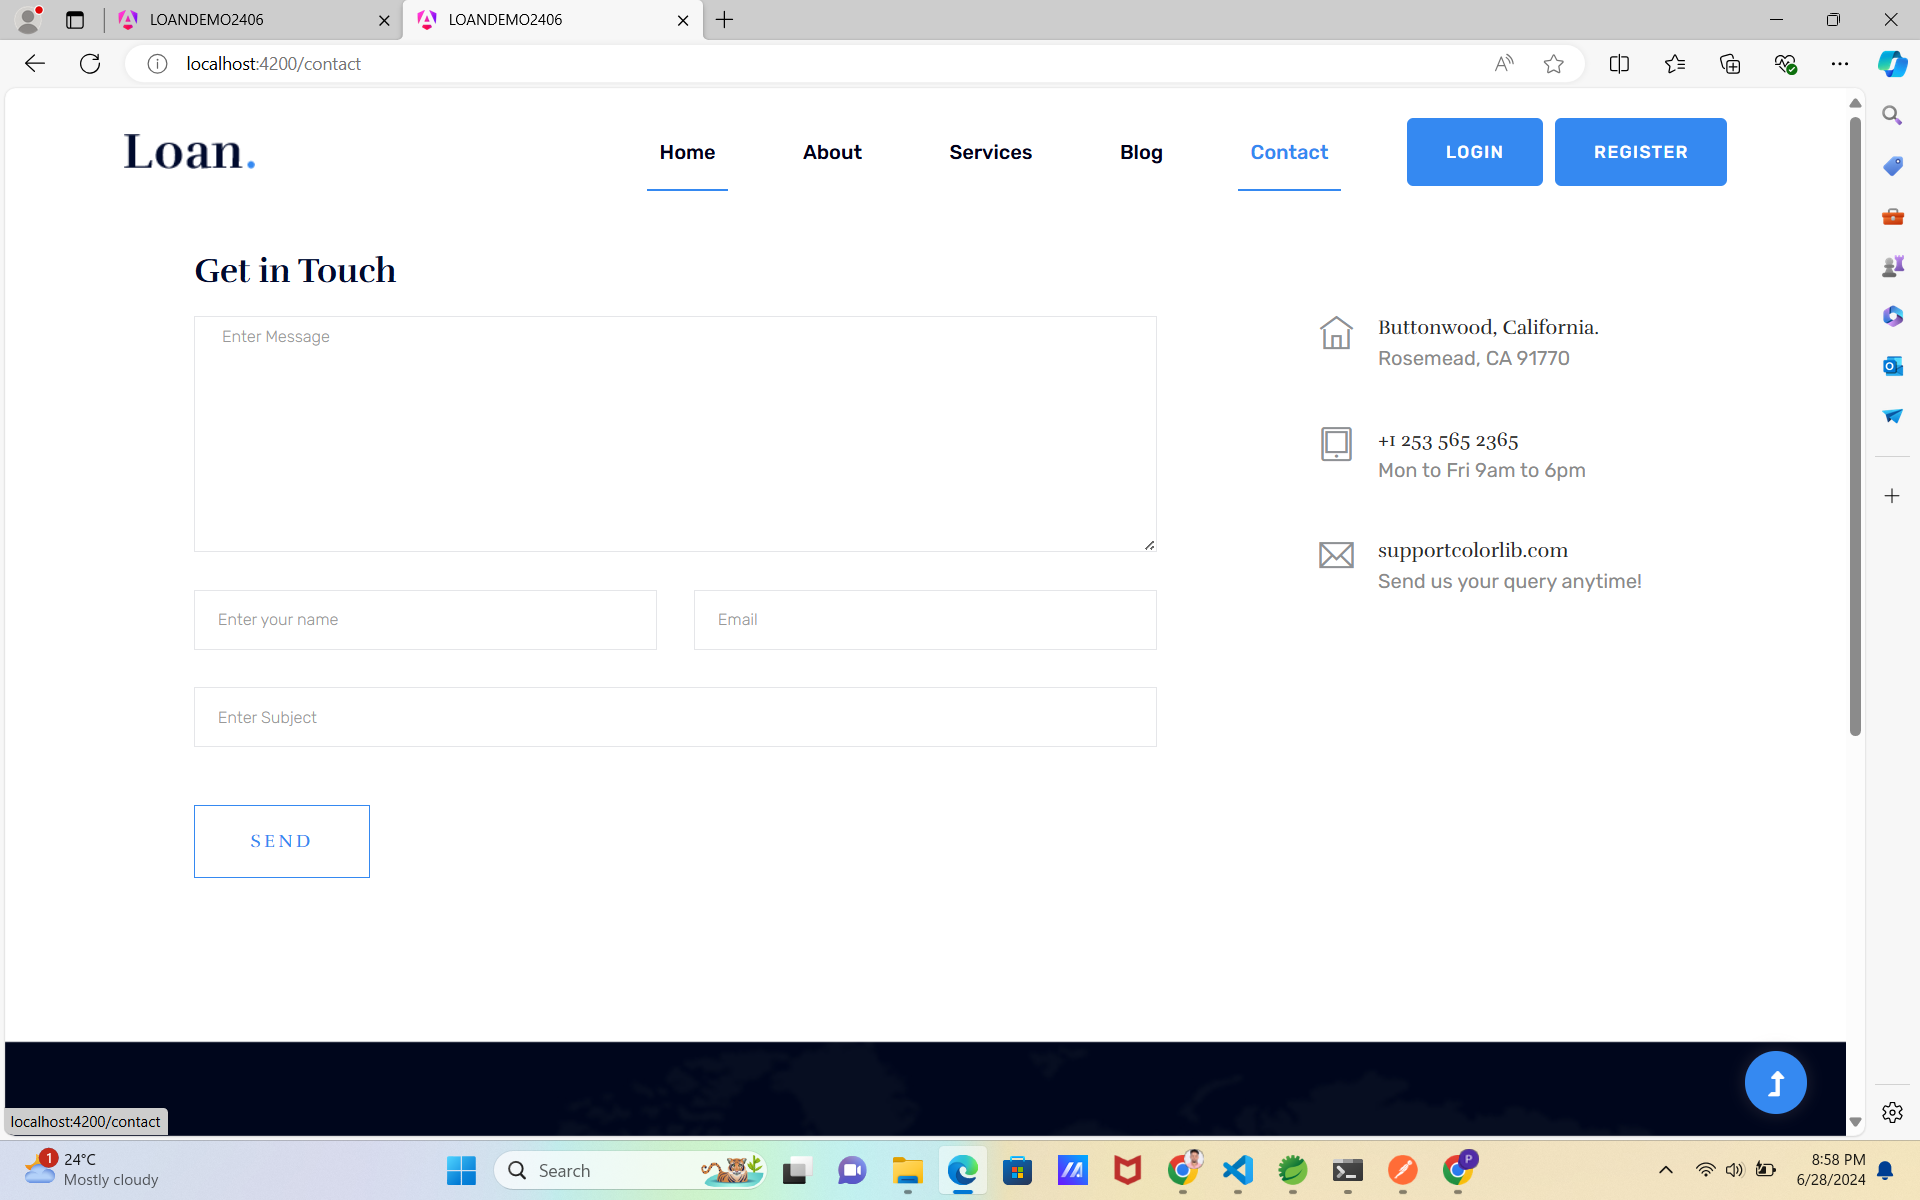 LOANDEMO2406
LOANDEMO2406
localhost:4200/contact
Loan.
Home
About
Services
Blog
Contact
LOGIN
REGISTER
Get in Touch
Enter Message
Buttonwood, California.
Rosemead, CA 91770
+1 253 565 2365
Mon to Fri 9am to 6pm
supportcolorlib.com
Send us your query anytime!
Enter your name
Email
Enter Subject
SEND
localhost:4200/contact
1
24°C
Mostly cloudy
Search
P
8:58 PM
6/28/2024